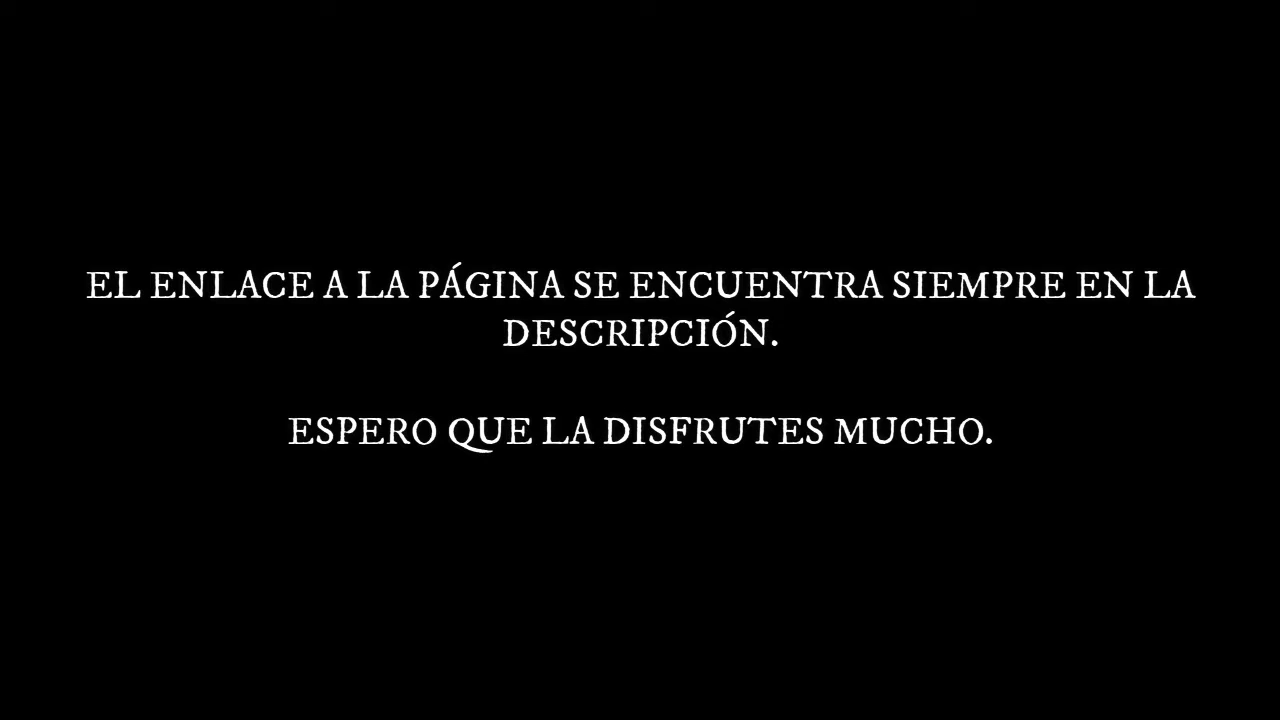 EL ENLACE A LA PÁGINA SE ENCUENTRA SIEMPRE EN LA
DESCRIPCIÓN.
ESPERO QUE LA DISFRUTES MUCHO.